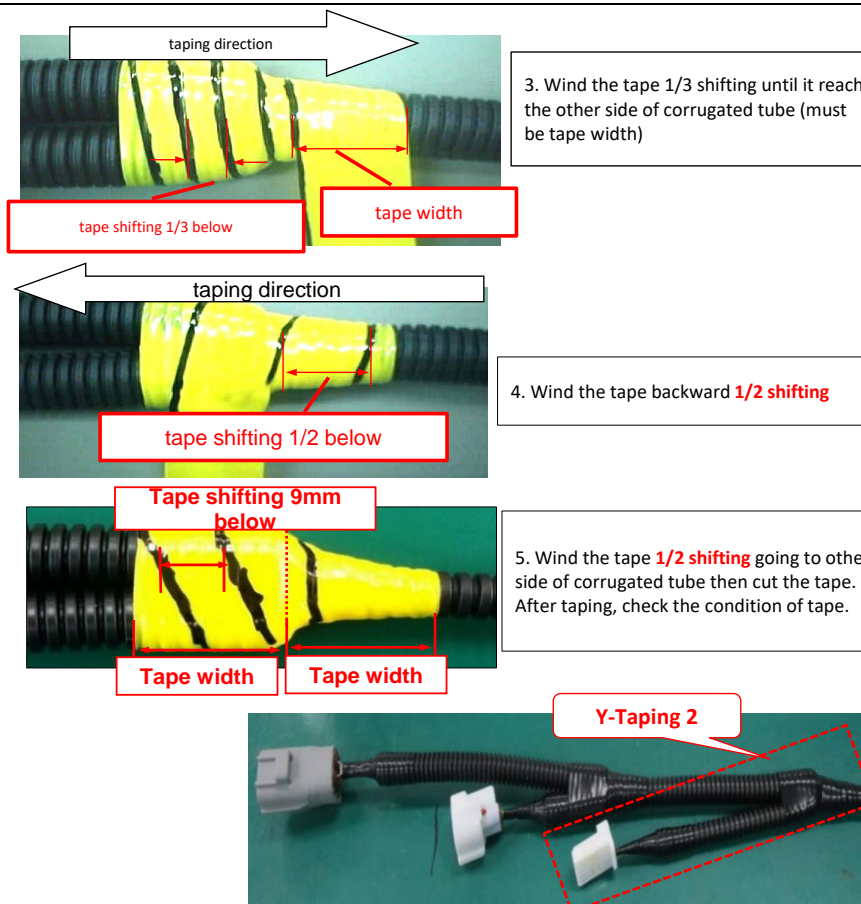 taping direction
3. Wind the tape 1/3 shifting until it reach
the other side of corrugated tube (must
be tape width)
tape shifting 1/3 below
tape width
taping direction
4. Wind the tape backward 1/2 shifting
tape shifting 1/2 below
Tape shifting 9mm
below
5. Wind the tape 1/2 shifting going to othe
side of corrugated tube then cut the tape.
After taping, check the condition of tape.
Tape width
Tape width
Y-Taping 2